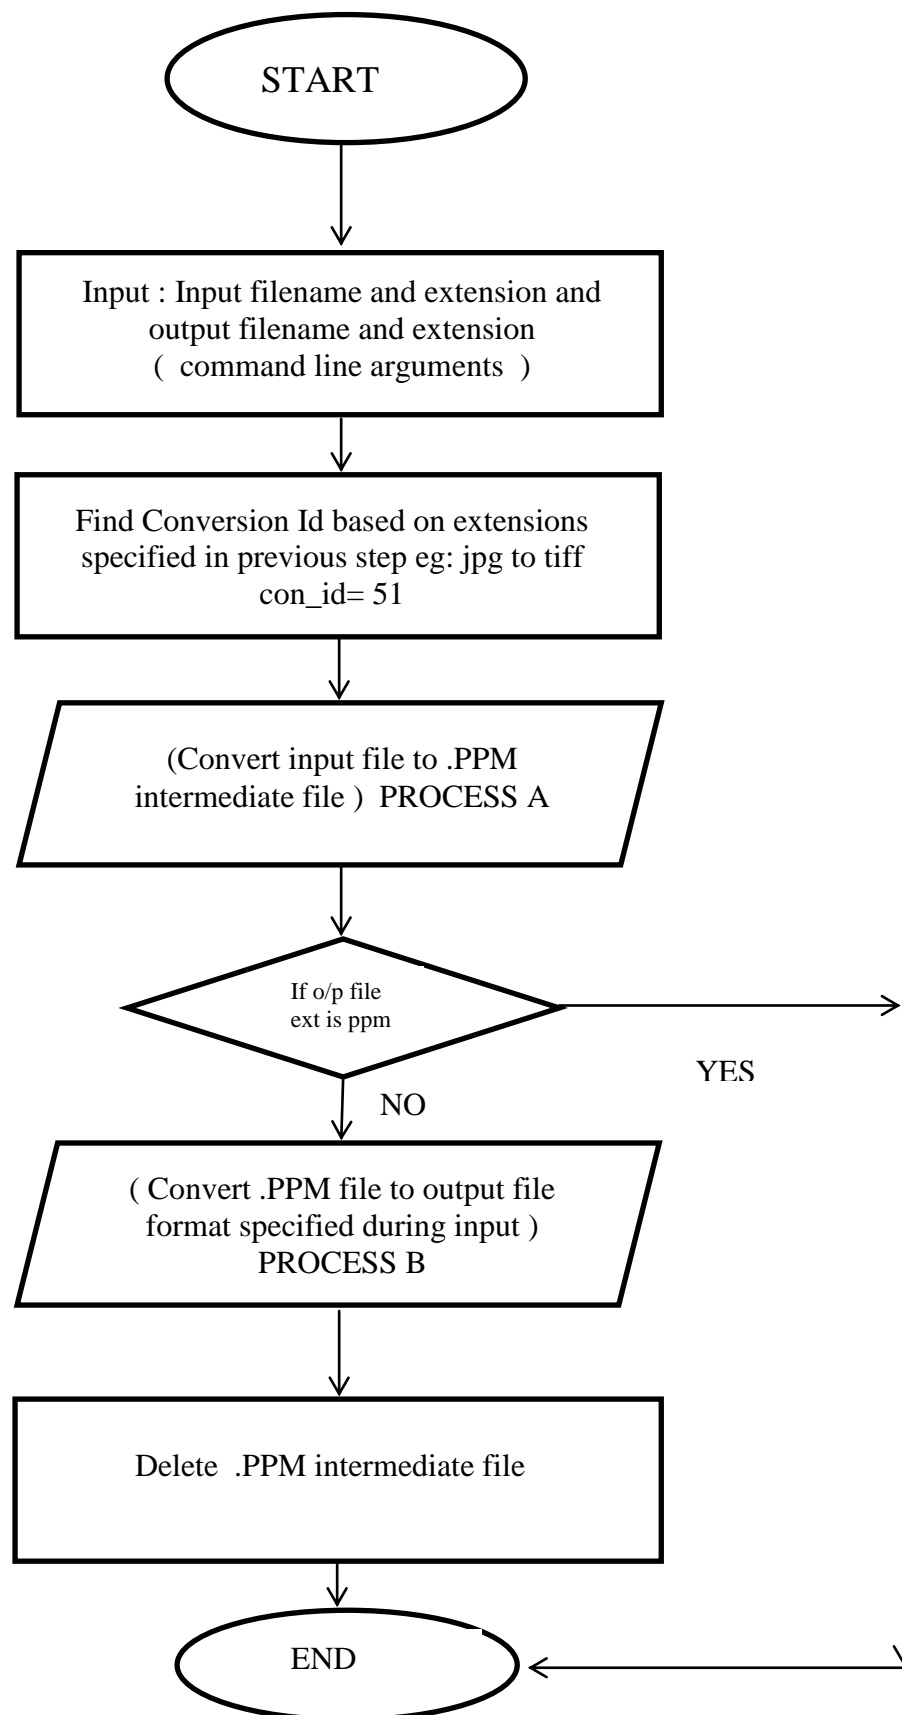 START
Input : Input filename and extension and
output filename and extension
( command line arguments )
Find Conversion Id based on extensions
specified in previous step eg: jpg to tiff
con_id= 51
(Convert input file to .PPM
intermediate file ) PROCESS A
If o/p file
ext is ppm
YES
NO
( Convert .PPM file to output file
format specified during input )
PROCESS B
Delete .PPM intermediate file
END